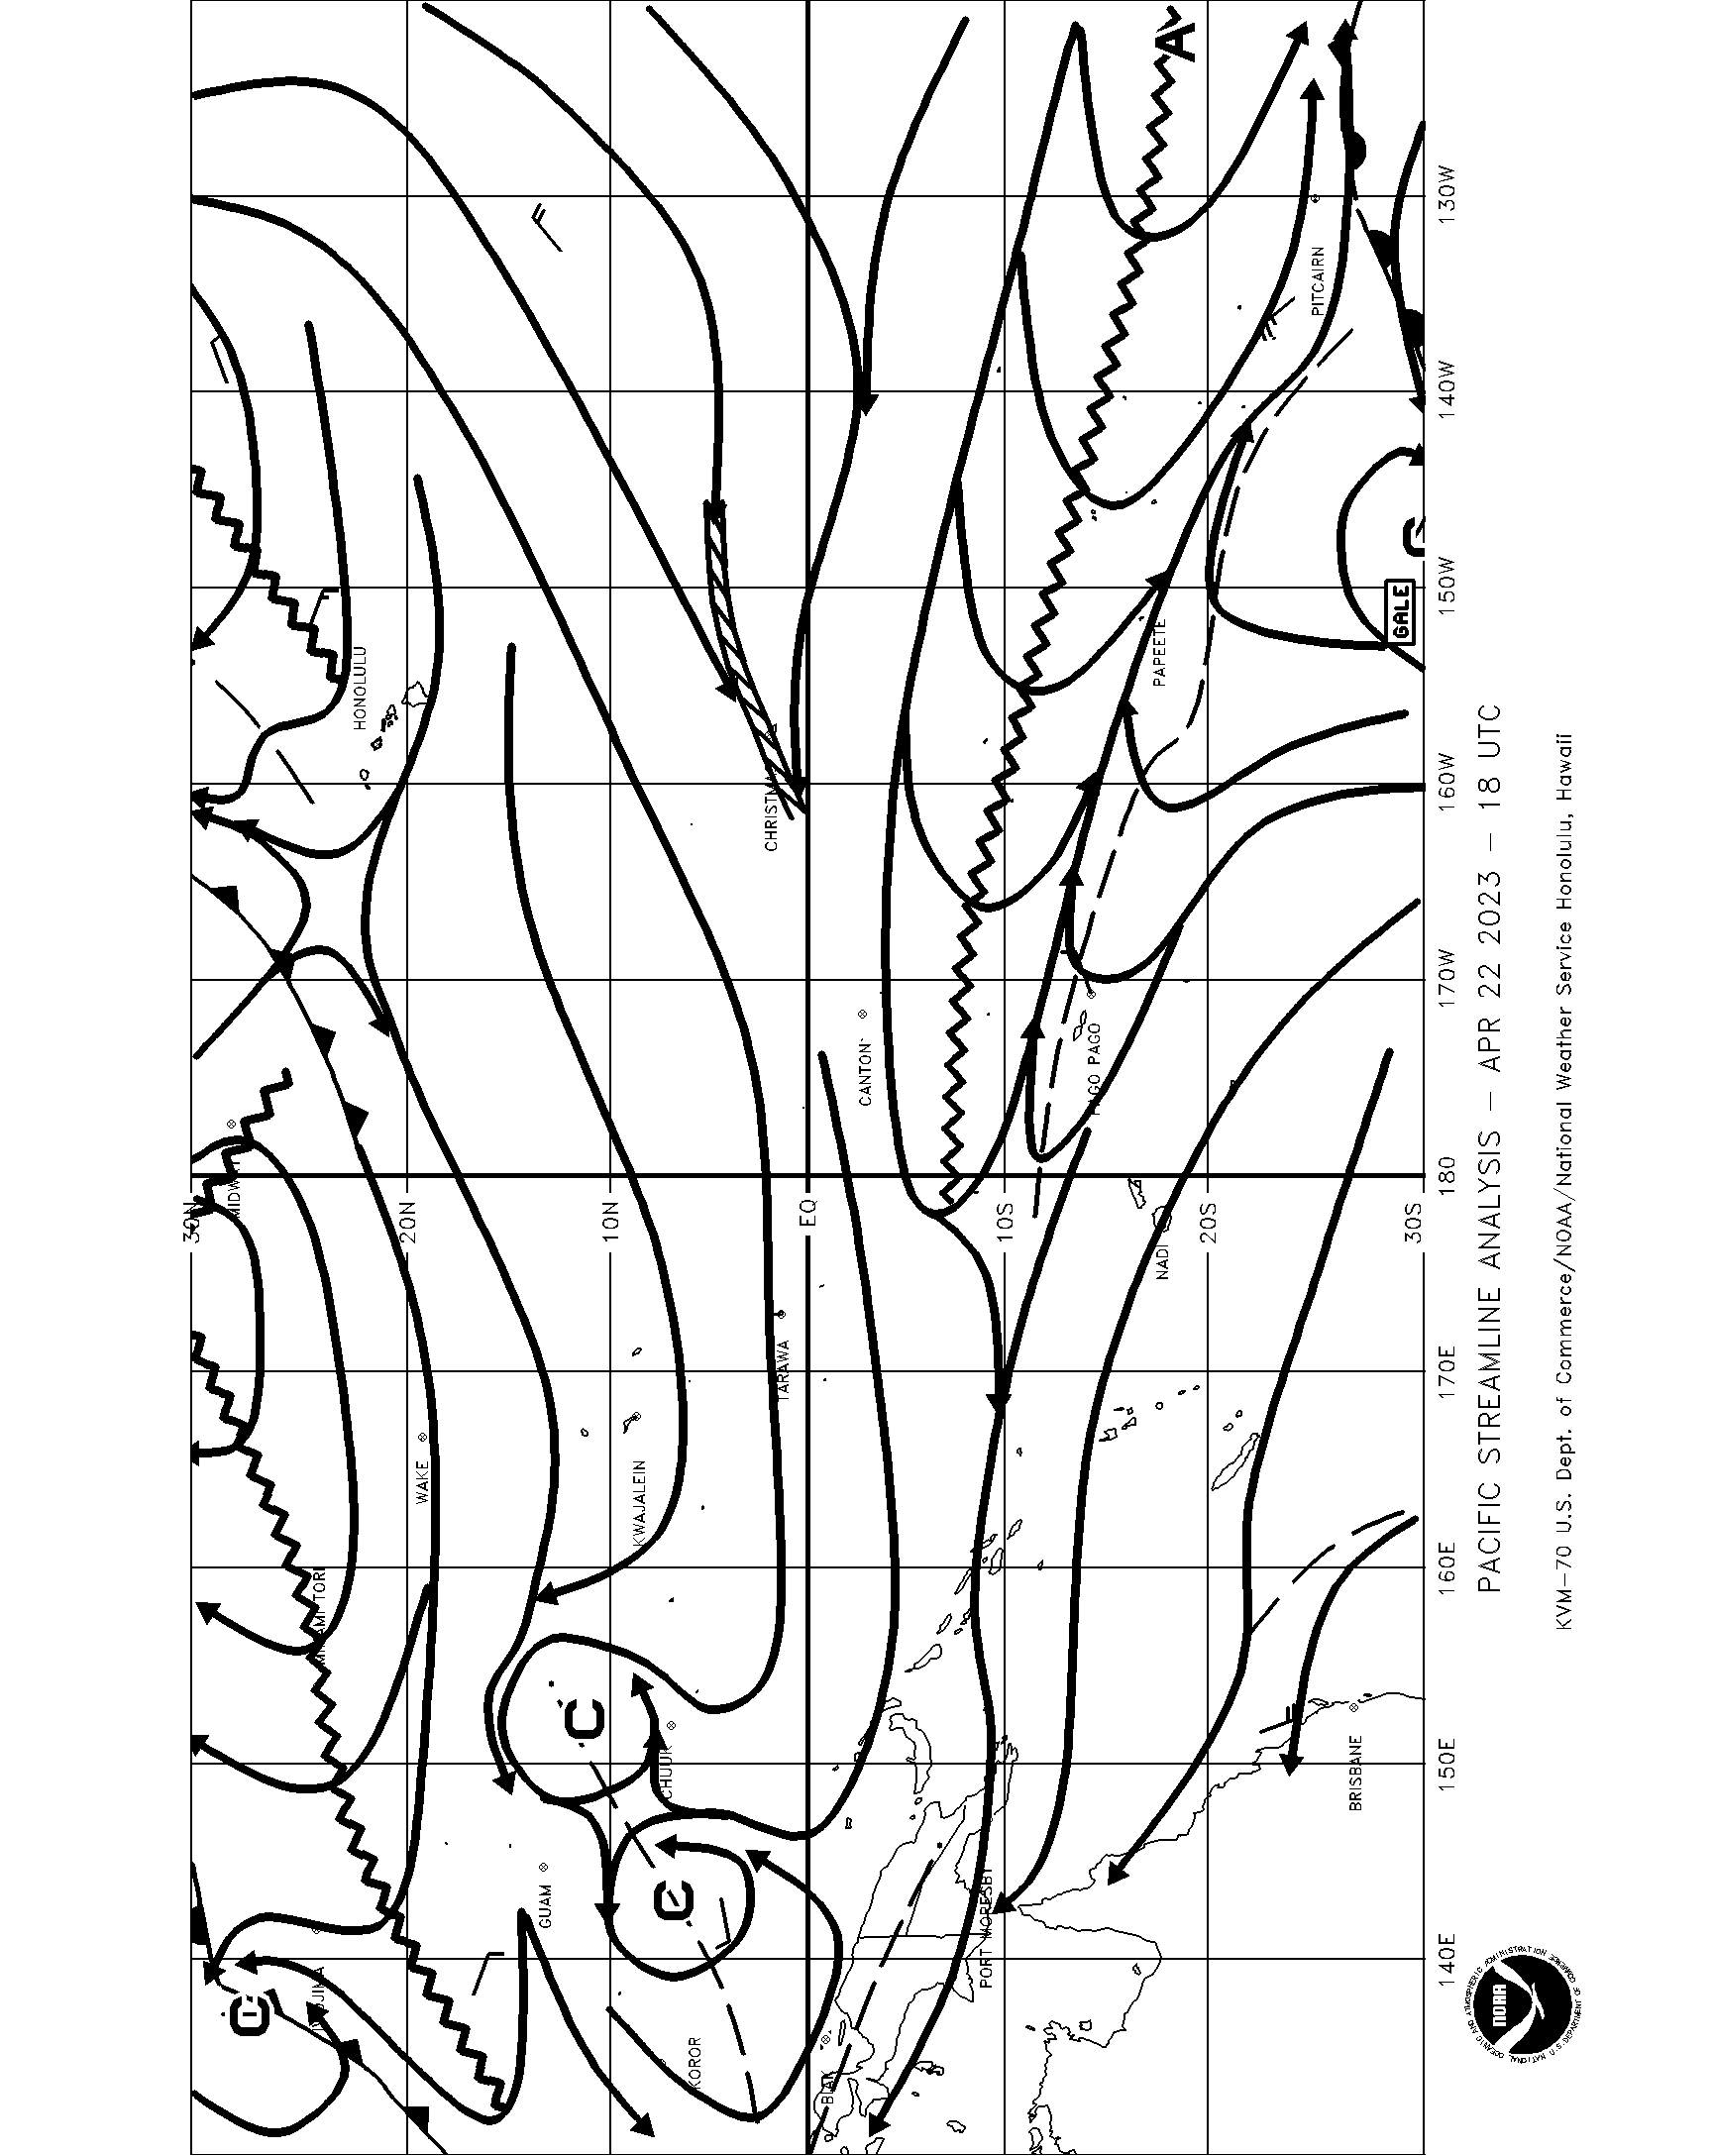 PACIFIC STREAMLINE ANALYSIS – APR 22 2023 – 18 UTC
KVM–70 U.S. Dept. of Commerce/NOAA/National Weather Service Honolulu, Hawaii
140E
150E
160E
170E
180
170W
160W
150W
140W
130W
30N
20N
10N
EQ
10S
20S
30S
HONOLULU
MIDWAY
WAKE
MINAMI TORI
IWOJIMA
GUAM
KWAJALEIN
CHUUK
KOROR
CHRISTMAS
TARAWA
CANTON
BIAK
PORT MORESBY
NADI
PAGO PAGO
PAPEETE
PITCAIRN
BRISBANE
GALE
A
C
C
C
C
NOAA
NATIONAL OCEANIC AND ATMOSPHERIC ADMINISTRATION
U.S. DEPARTMENT OF COMMERCE